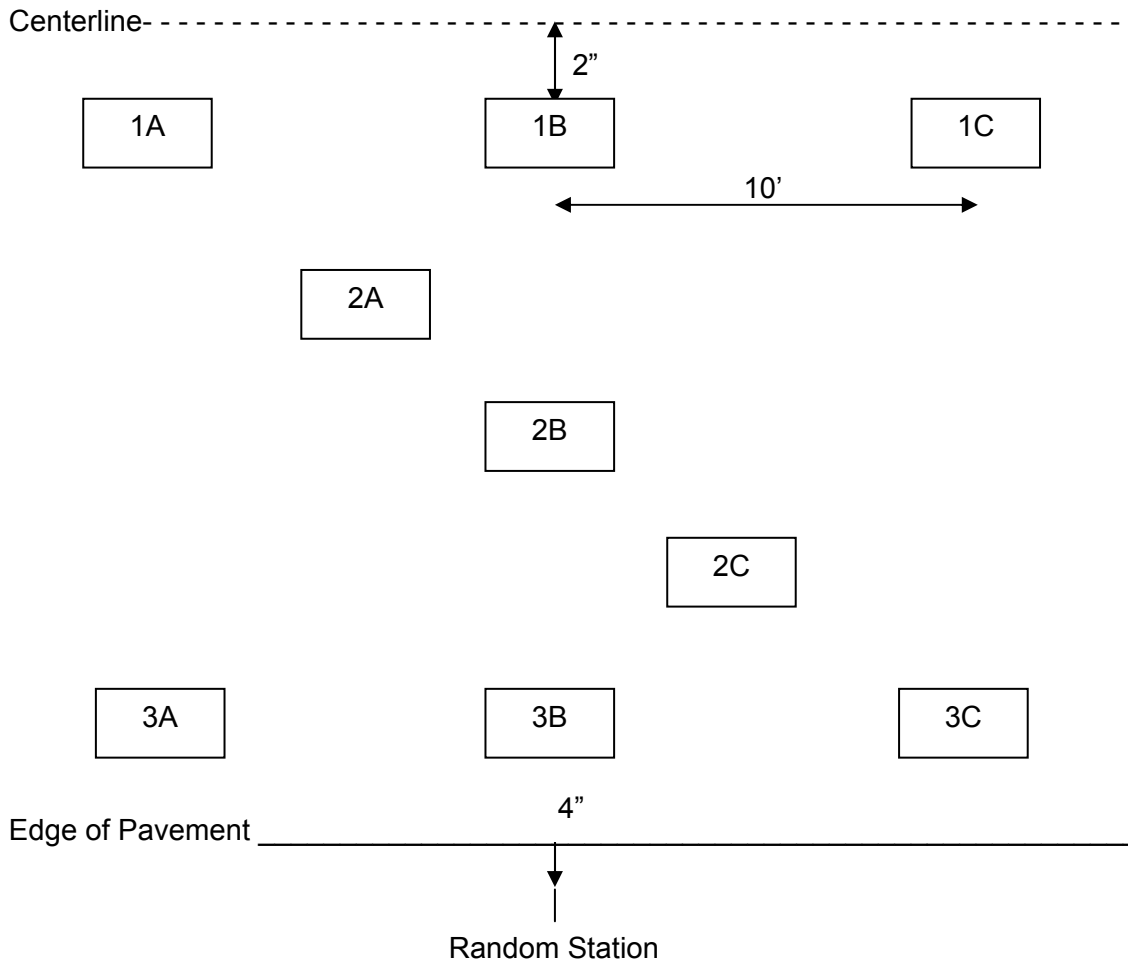 Centerline
2”
1A 1B 1C
10’
2A
2B
2C
3A 3B 3C
4”
Edge of Pavement
Random Station